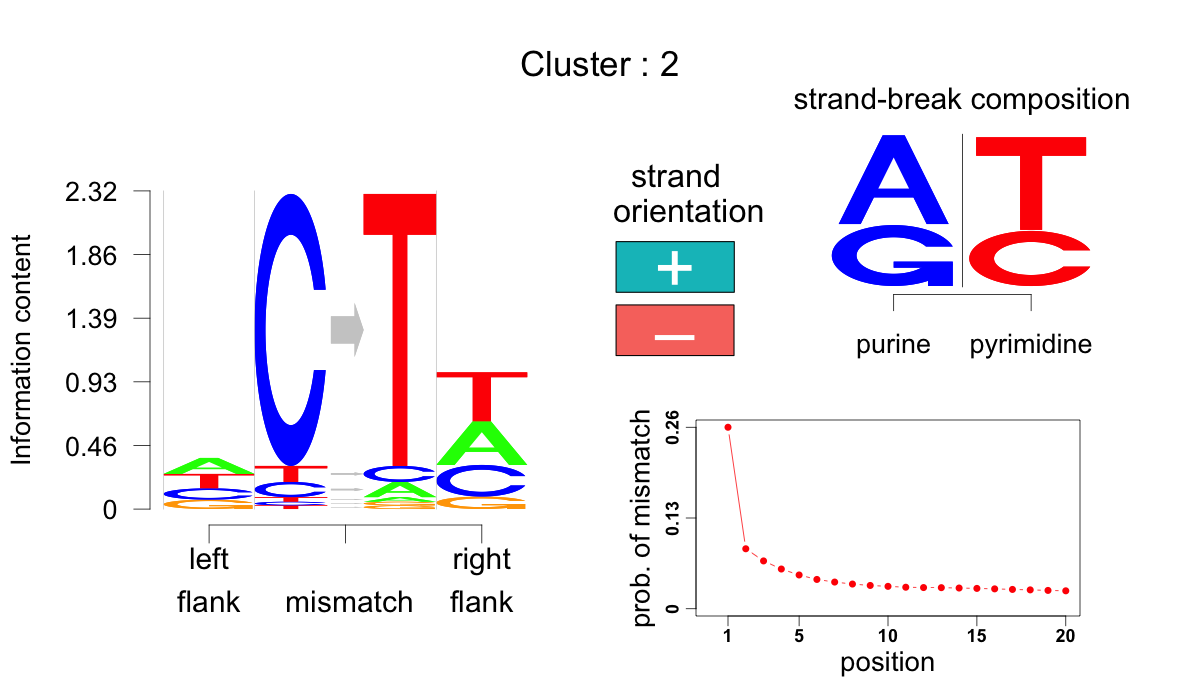 Cluster : 2
strand-break composition
A
T
G
C
purine
pyrimidine
strand
orientation
+
−
Information content
2.32
1.86
1.39
0.93
0.46
0
A
T
C
G
C
T
C
T
T
C
A
G
T
A
C
G
left
flank
mismatch
right
flank
prob. of mismatch
0.26
0.13
0
1
5
10
15
20
position